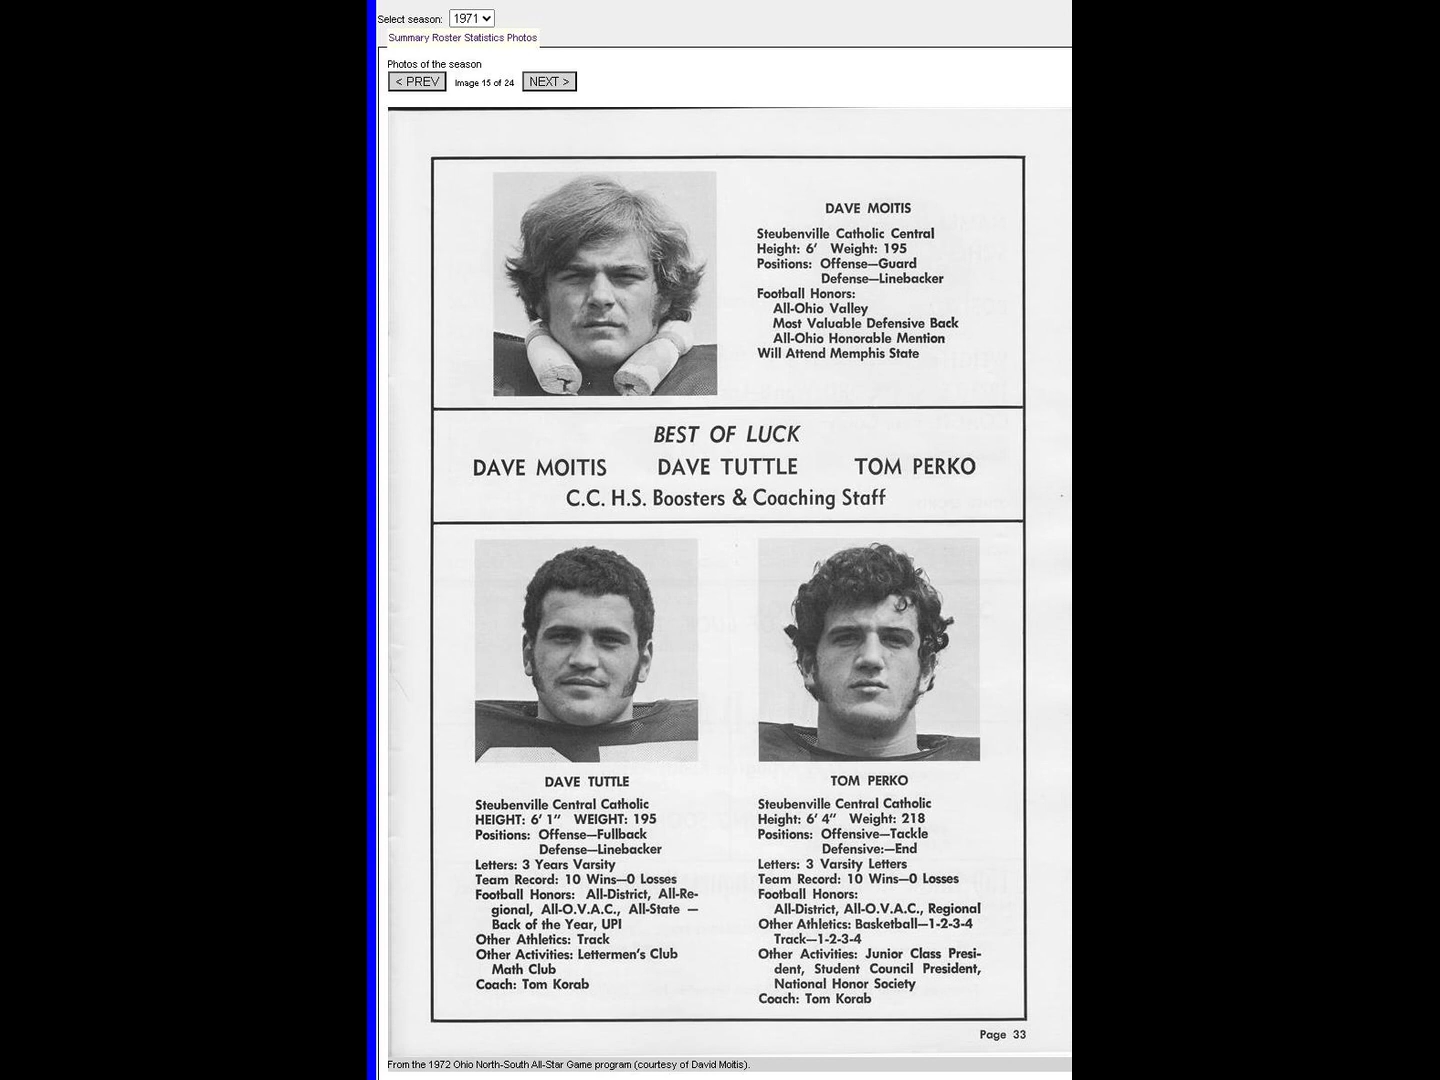 Select season: 1971
Summary Roster Statistics Photos
Photos of the season
< PREV Image 15 of 24 NEXT >
DAVE MOITIS
Steubenville Catholic Central
Height: 6' Weight: 195
Positions: Offense—Guard
Defense—Linebacker
Football Honors:
All-Ohio Valley
Most Valuable Defensive Back
All-Ohio Honorable Mention
Will Attend Memphis State
BEST OF LUCK
DAVE MOITIS DAVE TUTTLE TOM PERKO
C.C. H.S. Boosters & Coaching Staff
DAVE TUTTLE
Steubenville Central Catholic
HEIGHT: 6' 1" WEIGHT: 195
Positions: Offense—Fullback
Defense—Linebacker
Letters: 3 Years Varsity
Team Record: 10 Wins—0 Losses
Football Honors: All-District, All-Re-
gional, All-O.V.A.C., All-State —
Back of the Year, UPI
Other Athletics: Track
Other Activities: Lettermen's Club
Math Club
Coach: Tom Korab
TOM PERKO
Steubenville Central Catholic
Height: 6' 4" Weight: 218
Positions: Offensive—Tackle
Defensive:—End
Letters: 3 Varsity Letters
Team Record: 10 Wins—0 Losses
Football Honors:
All-District, All-O.V.A.C., Regional
Other Athletics: Basketball—1-2-3-4
Track—1-2-3-4
Other Activities: Junior Class Presi-
dent, Student Council President,
National Honor Society
Coach: Tom Korab
Page 33
From the 1972 Ohio North-South All-Star Game program (courtesy of David Moitis).